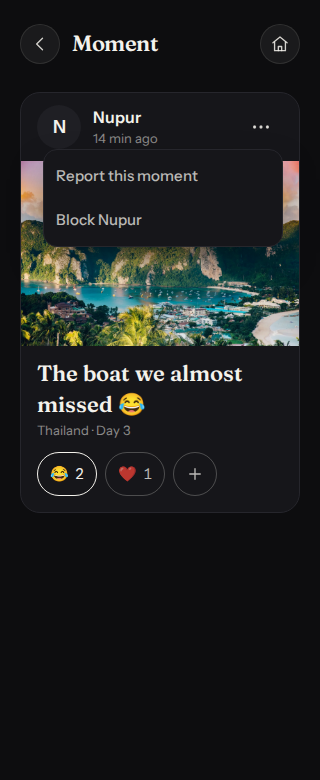 Moment
N
Nupur
14 min ago
Report this moment
Block Nupur
The boat we almost
missed 😂
Thailand · Day 3
😂 2
❤️ 1